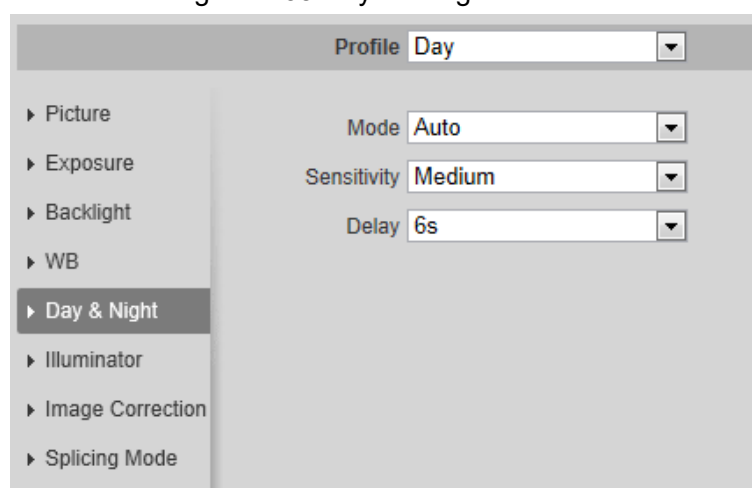 Profile Day
Picture
Mode Auto
Exposure
Sensitivity Medium
Backlight
Delay 6s
WB
Day & Night
Illuminator
Image Correction
Splicing Mode